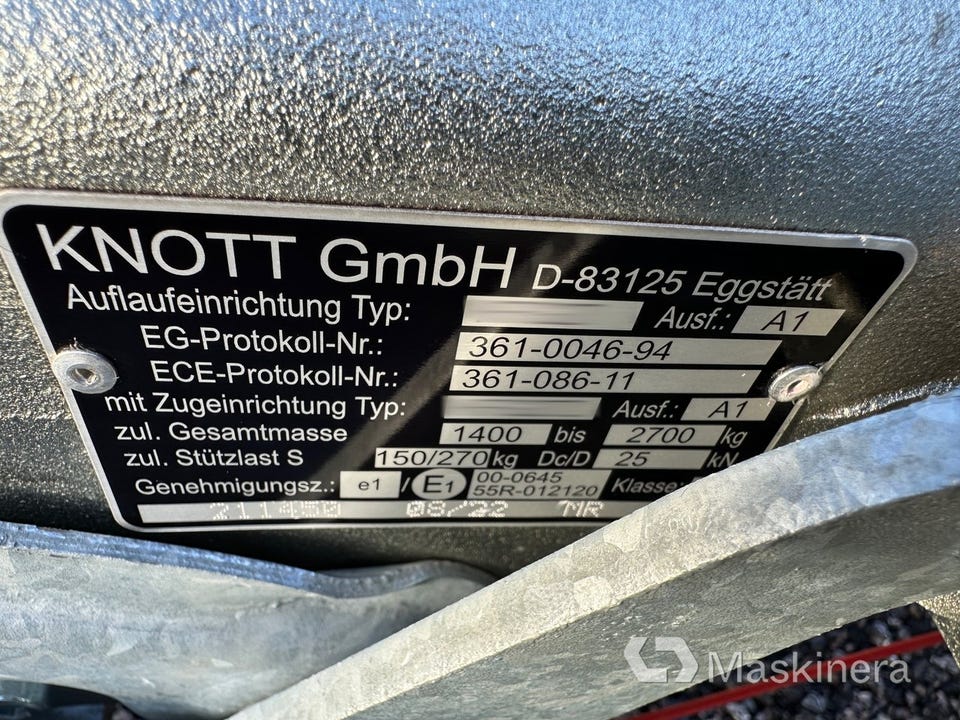 KNOTT GmbH D-83125 Eggstätt
Auflaufeinrichtung Typ: Ausf.: A1
EG-Protokoll-Nr.: 361-0046-94
ECE-Protokoll-Nr.: 361-086-11
mit Zugeinrichtung Typ: Ausf.: A1
zul. Gesamtmasse 1400 bis 2700 kg
zul. Stützlast S 150/270 kg Dc/D 25 kN
Genehmigungsz.: e1 / E1 00-0645 55R-012120 Klasse:
211450 08/22 MR
Maskinera